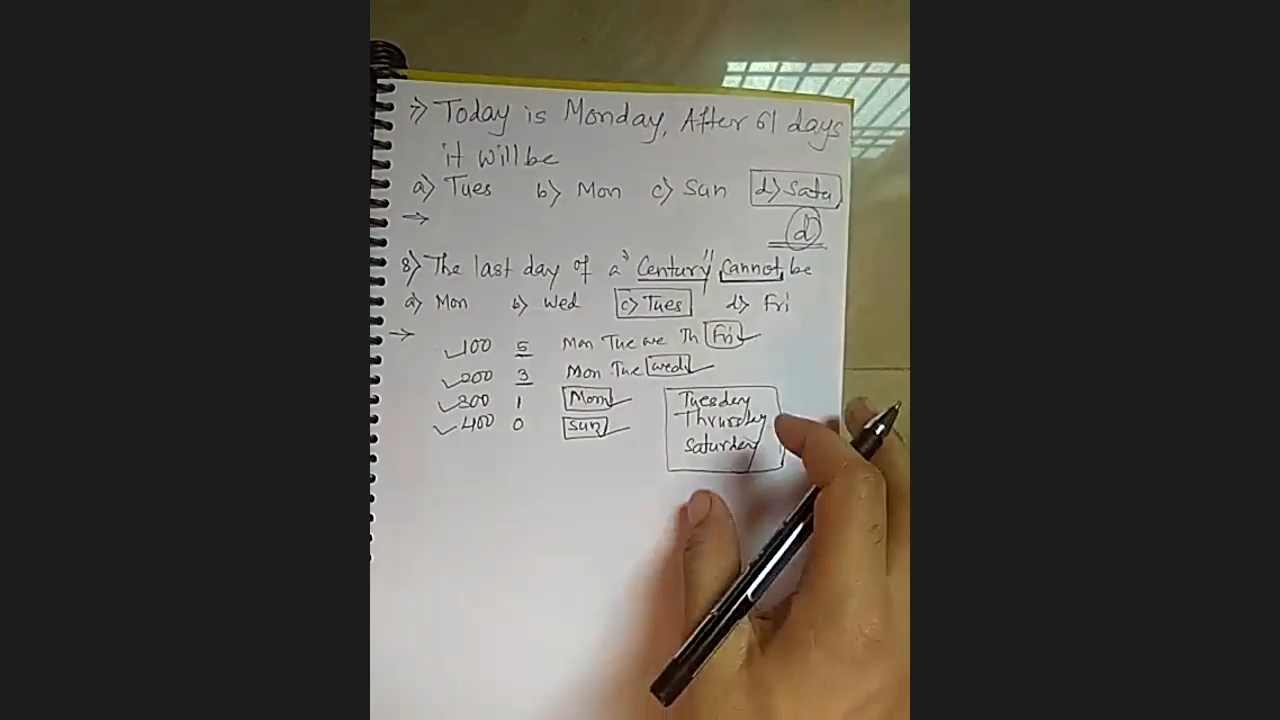 7) Today is Monday, After 61 days
it will be
a) Tues b) Mon c) Sun d) Satu
→ d
8) The last day of a "Century" cannot be
a) Mon b) Wed c) Tues d) Fri
→
100 5 Mon Tue we Th Fri
200 3 Mon Tue wed
300 1 Mon
400 0 Sun
Tuesday
Thrusday
Saturday